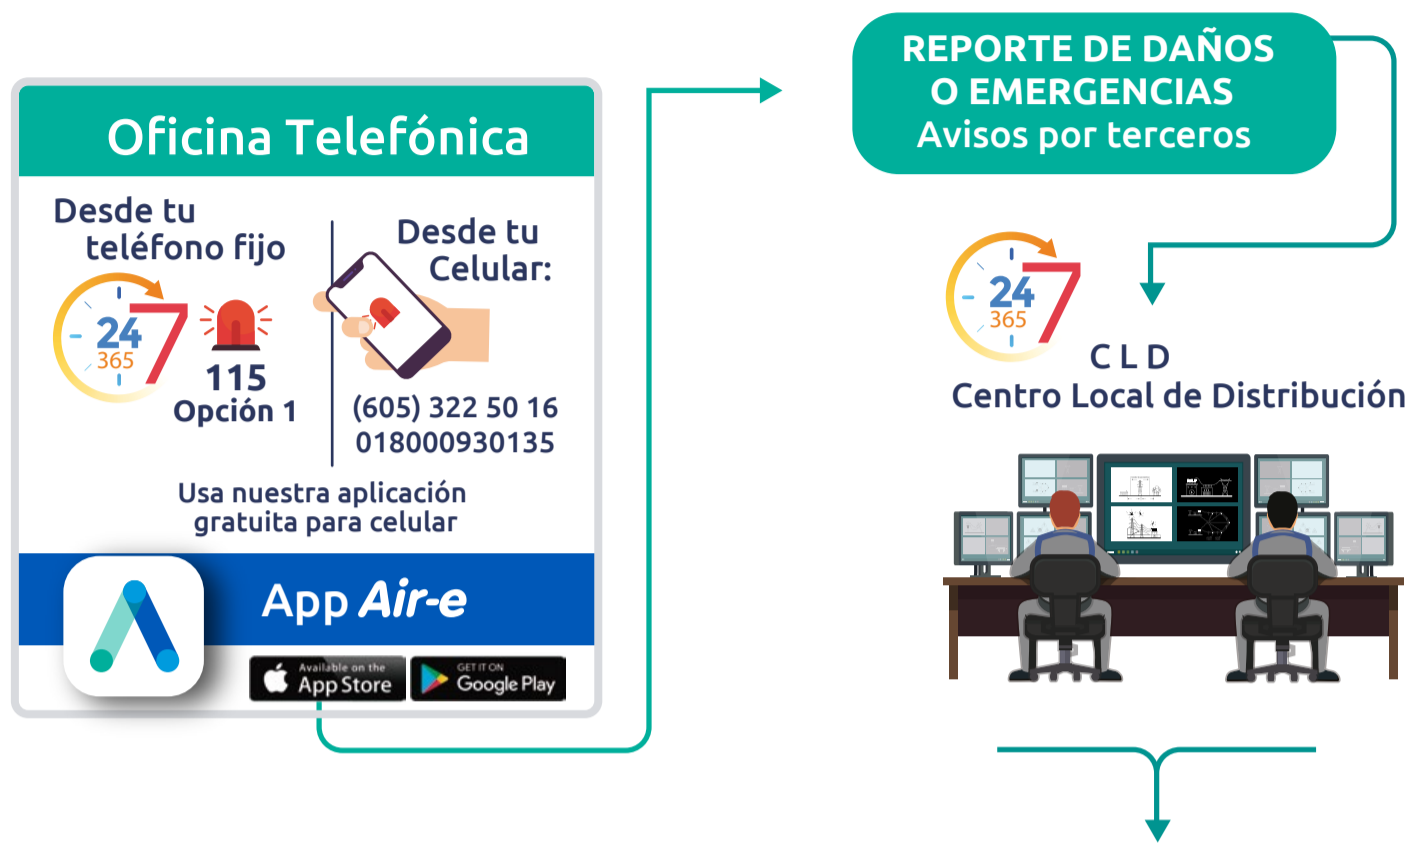 Oficina Telefónica
Desde tu
teléfono fijo
24
7
365
115
Opción 1
Desde tu
Celular:
(605) 322 50 16
018000930135
Usa nuestra aplicación
gratuita para celular
App Air-e
Available on the
App Store
GET IT ON
Google Play
REPORTE DE DAÑOS
O EMERGENCIAS
Avisos por terceros
24
7
365
C L D
Centro Local de Distribución